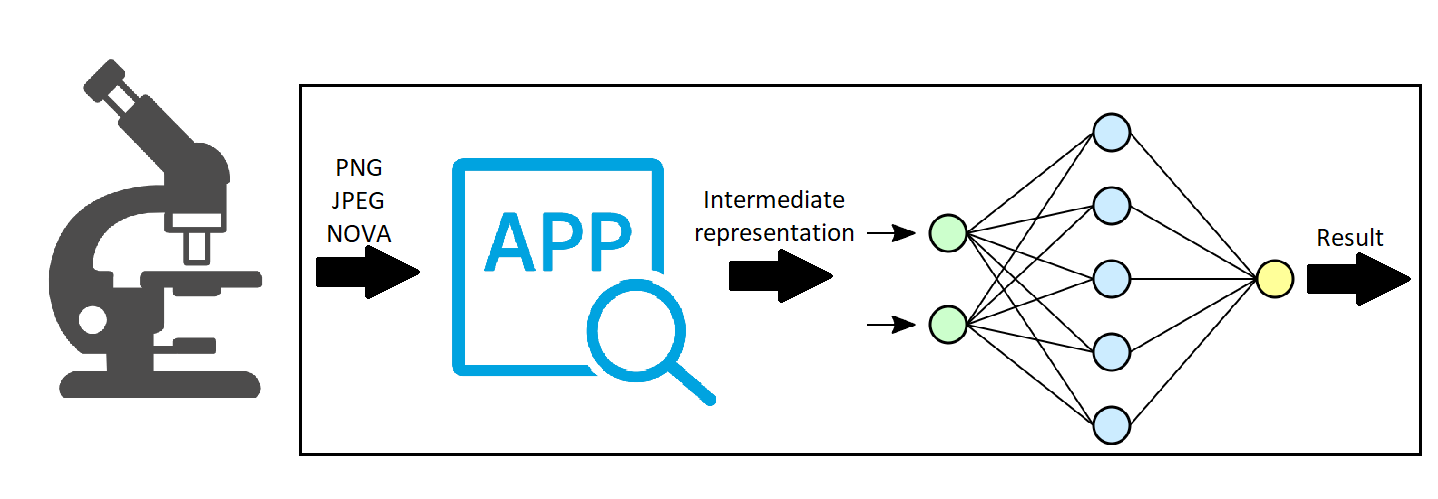 PNG
JPEG
NOVA
APP
Intermediate
representation
Result